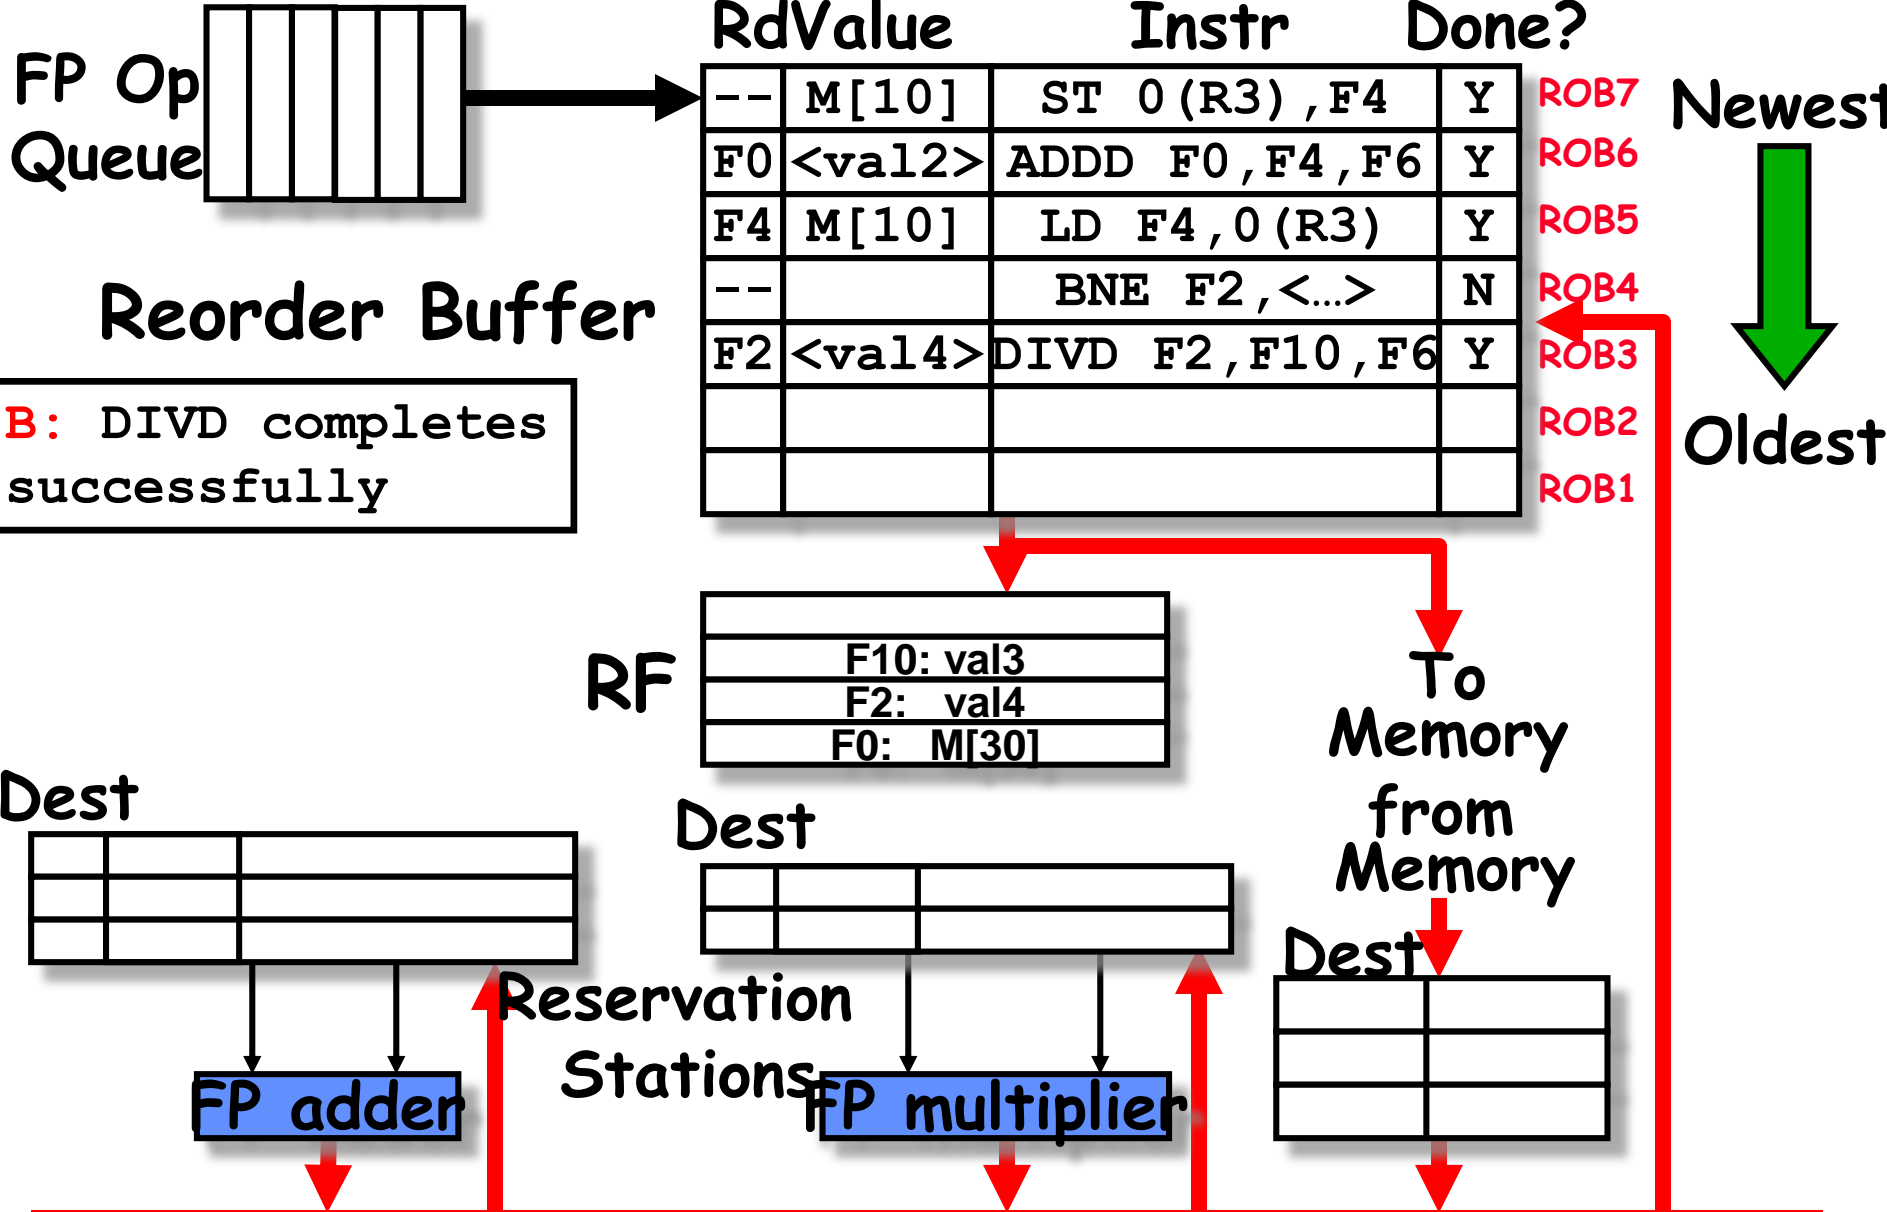 FP Op
Queue
RdValue Instr Done?
-- M[10] ST 0(R3),F4 Y ROB7
F0 <val2> ADDD F0,F4,F6 Y ROB6
F4 M[10] LD F4,0(R3) Y ROB5
-- BNE F2,<…> N ROB4
F2 <val4> DIVD F2,F10,F6 Y ROB3
ROB2
ROB1
Newest
Oldest
Reorder Buffer
B: DIVD completes
successfully
RF
F10: val3
F2: val4
F0: M[30]
To
Memory
from
Memory
Dest
Dest
Dest
Reservation
Stations
FP adder
FP multiplier